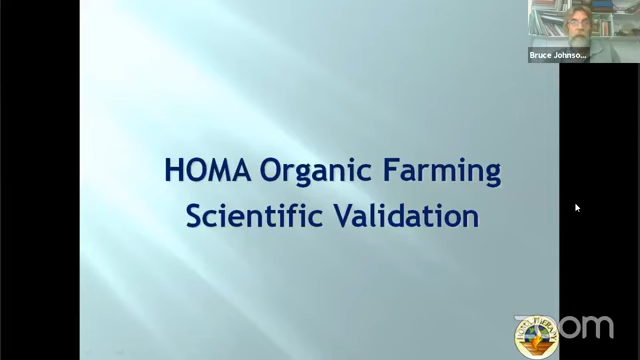 Bruce Johnso...
HOMA Organic Farming
Scientific Validation
zoom